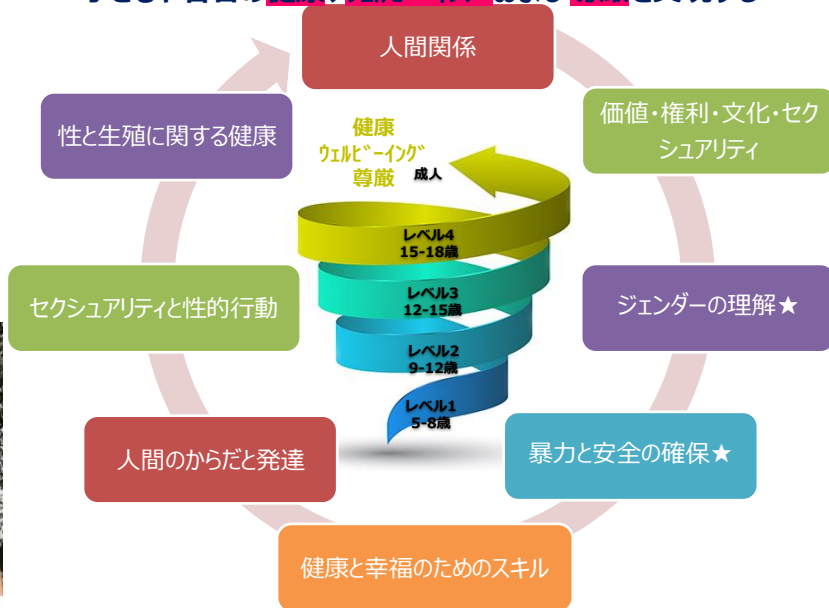 人間関係
価値・権利・文化・セク
シュアリティ
ジェンダーの理解★
暴力と安全の確保★
健康と幸福のためのスキル
人間のからだと発達
セクシュアリティと性的行動
性と生殖に関する健康
健康
ｳｪﾙﾋﾞｰｲﾝｸﾞ
尊厳
成人
レベル4
15-18歳
レベル3
12-15歳
レベル2
9-12歳
レベル1
5-8歳